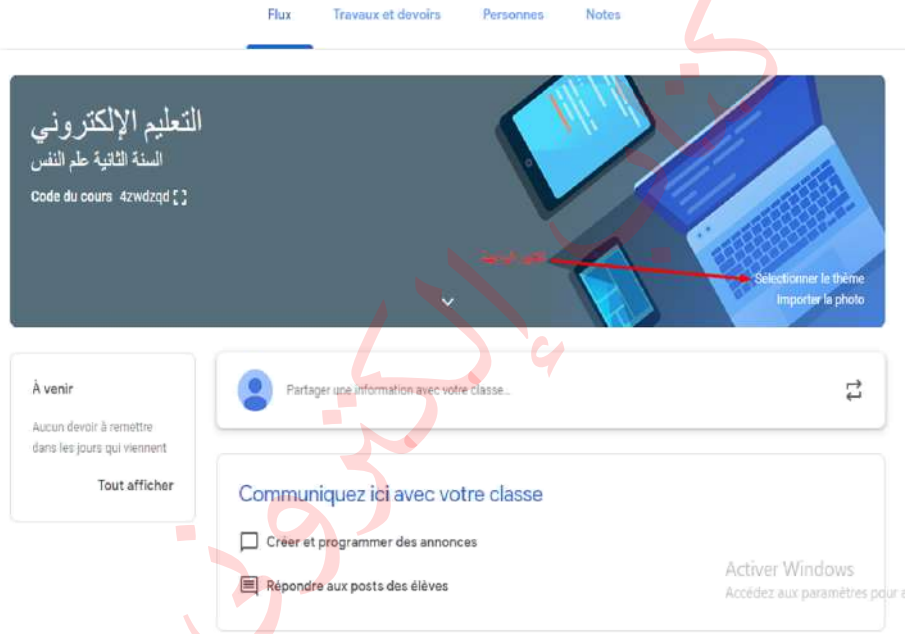 Flux Travaux et devoirs Personnes Notes
التعليم الإلكتروني
السنة الثانية علم النفس
Code du cours 4zwdzqd
Sélectionner le thème
Importer la photo
À venir
Aucun devoir à remettre
dans les jours qui viennent
Tout afficher
Partager une information avec votre classe...
Communiquez ici avec votre classe
Créer et programmer des annonces
Répondre aux posts des élèves
Activer Windows
Accédez aux paramètres pour a